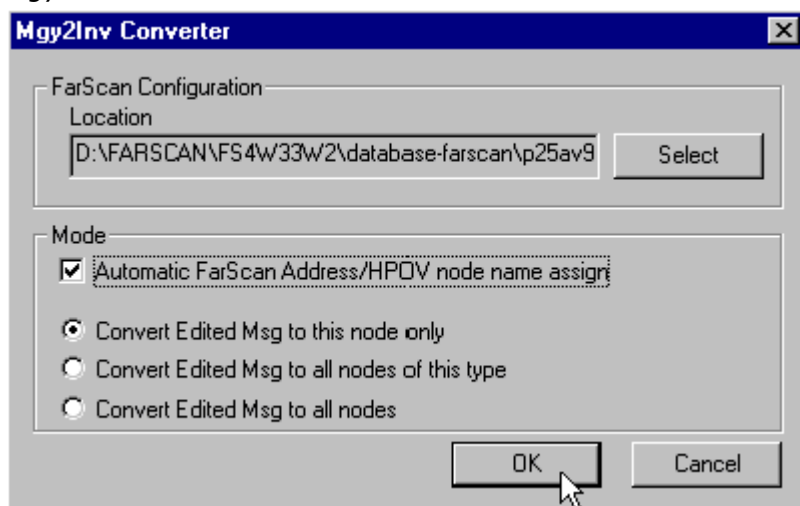 Mgy2Inv Converter
FarScan Configuration
Location
D:\FARSCAN\FS4W33W2\database-farscan\p25av9
Select
Mode
Automatic FarScan Address/HPOV node name assign
Convert Edited Msg to this node only
Convert Edited Msg to all nodes of this type
Convert Edited Msg to all nodes
OK
Cancel